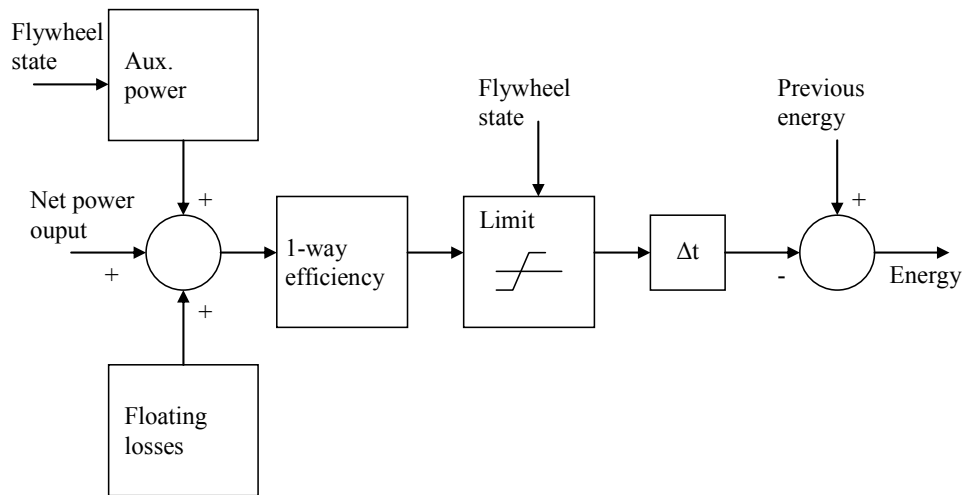 Flywheel
state
Aux.
power
Flywheel
state
Previous
energy
Net power
ouput
+
+
+
1-way
efficiency
Limit
Δt
+
-
Energy
Floating
losses